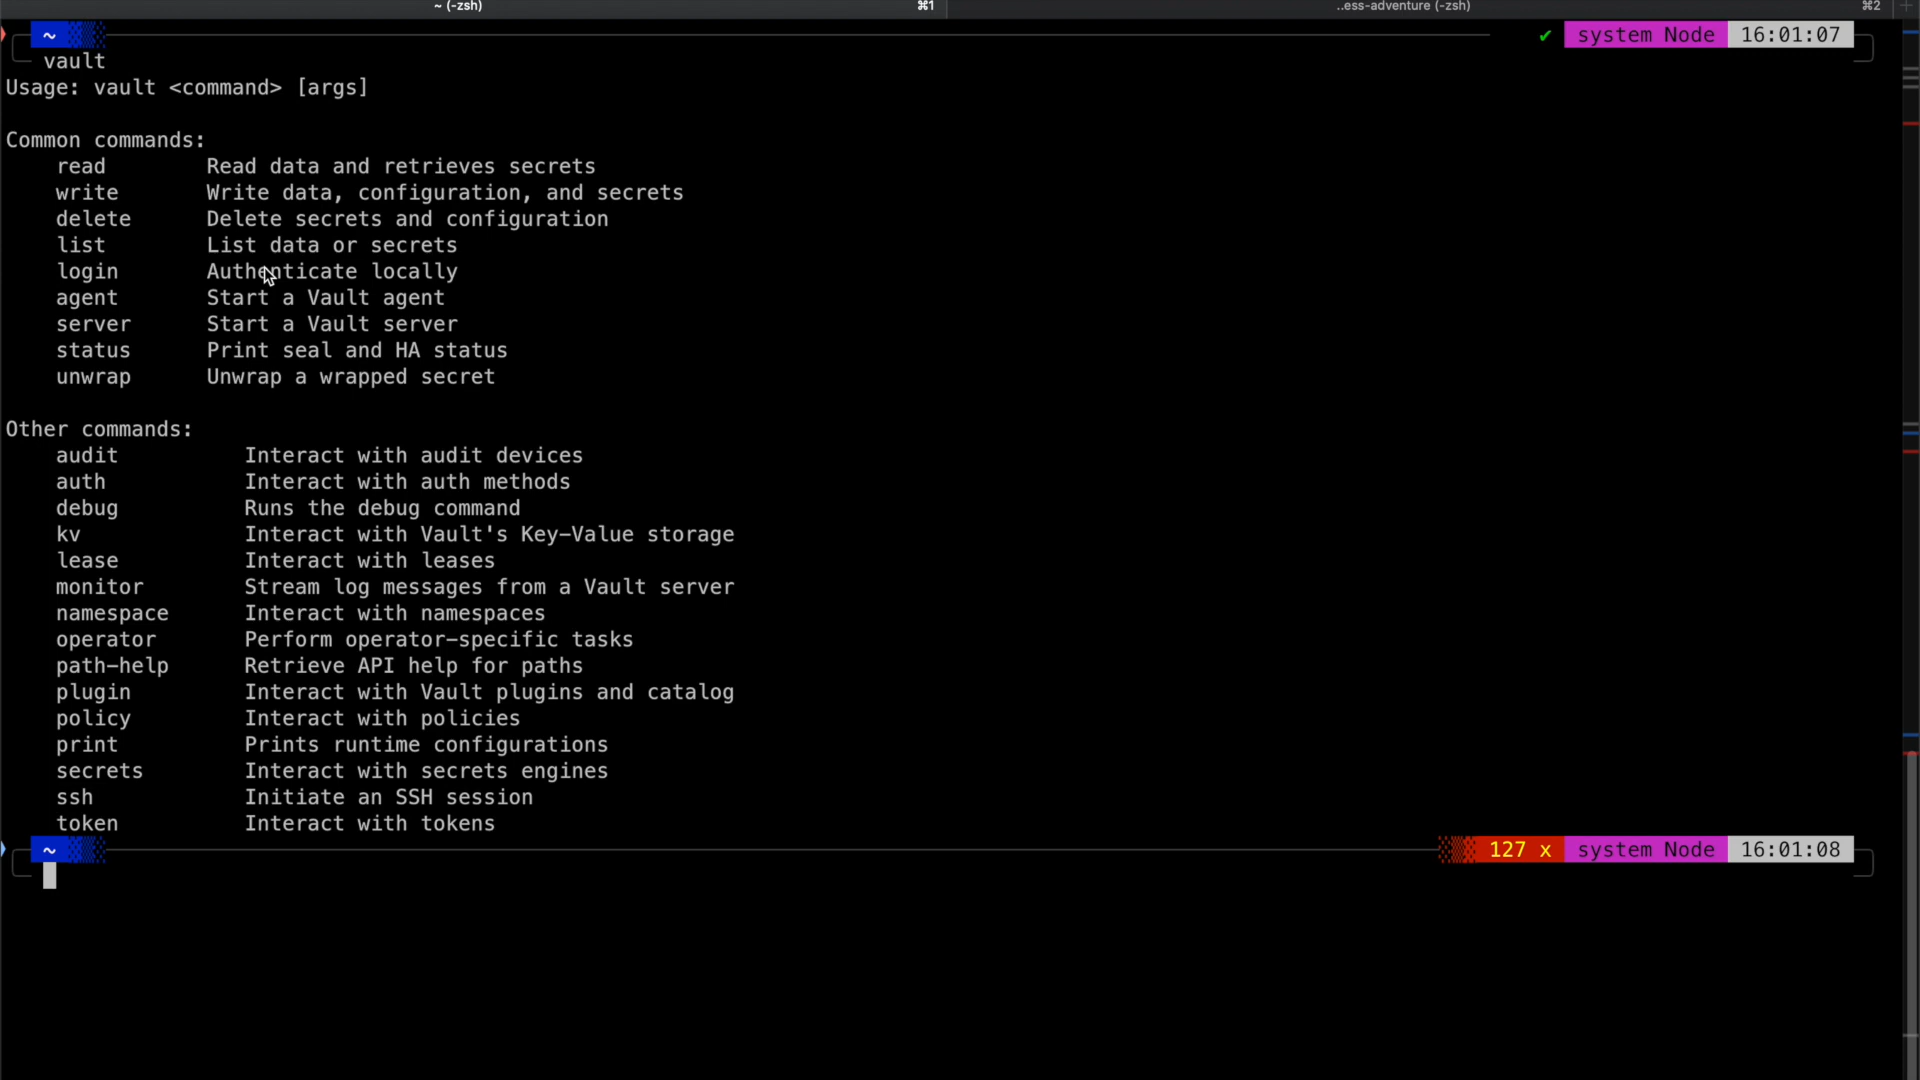 ~ (-zsh) ⌘1 ..ess-adventure (-zsh) ⌘2 +
~ ✔ system Node 16:01:07
vault
Usage: vault <command> [args]
Common commands:
read Read data and retrieves secrets
write Write data, configuration, and secrets
delete Delete secrets and configuration
list List data or secrets
login Authenticate locally
agent Start a Vault agent
server Start a Vault server
status Print seal and HA status
unwrap Unwrap a wrapped secret
Other commands:
audit Interact with audit devices
auth Interact with auth methods
debug Runs the debug command
kv Interact with Vault's Key-Value storage
lease Interact with leases
monitor Stream log messages from a Vault server
namespace Interact with namespaces
operator Perform operator-specific tasks
path-help Retrieve API help for paths
plugin Interact with Vault plugins and catalog
policy Interact with policies
print Prints runtime configurations
secrets Interact with secrets engines
ssh Initiate an SSH session
token Interact with tokens
~ 127 x system Node 16:01:08